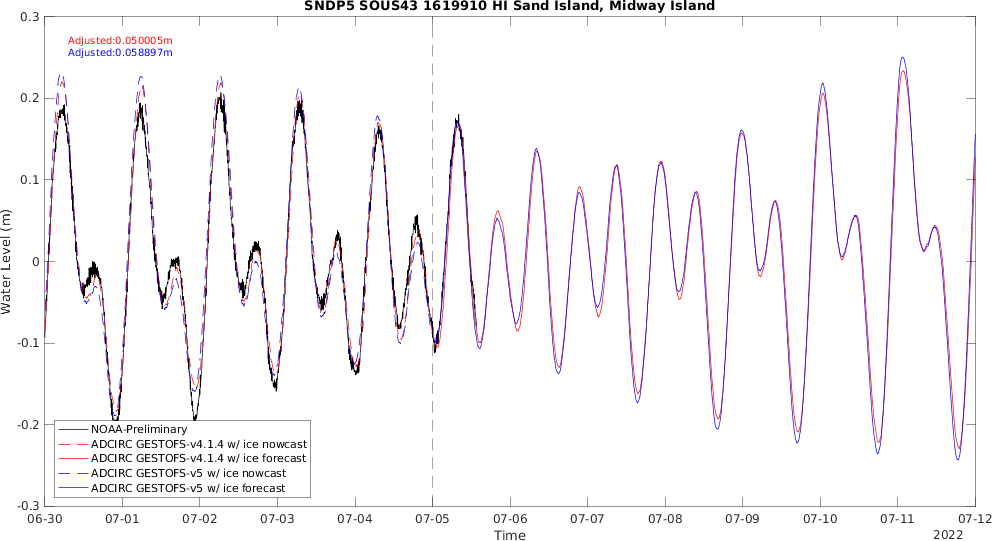 SNDP5 SOUS43 1619910 HI Sand Island, Midway Island
Adjusted:0.050005m
Adjusted:0.058897m
0.3
0.2
0.1
0
-0.1
-0.2
-0.3
Water Level (m)
NOAA-Preliminary
ADCIRC GESTOFS-v4.1.4 w/ ice nowcast
ADCIRC GESTOFS-v4.1.4 w/ ice forecast
ADCIRC GESTOFS-v5 w/ ice nowcast
ADCIRC GESTOFS-v5 w/ ice forecast
06-30 07-01 07-02 07-03 07-04 07-05 07-06 07-07 07-08 07-09 07-10 07-11 07-12
Time
2022